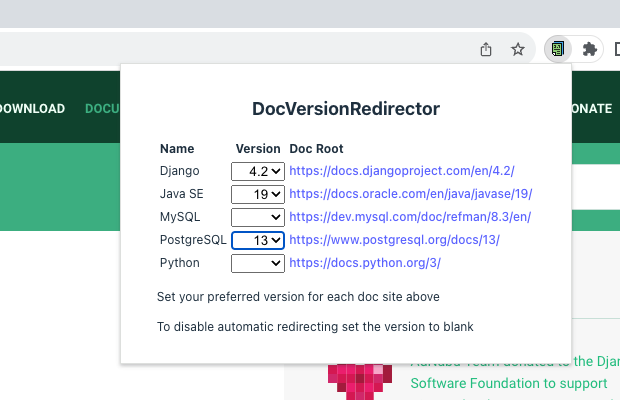 DocVersionRedirector
DOWNLOAD DOCU ONATE
Name Version Doc Root
Django 4.2 https://docs.djangoproject.com/en/4.2/
Java SE 19 https://docs.oracle.com/en/java/javase/19/
MySQL https://dev.mysql.com/doc/refman/8.3/en/
PostgreSQL 13 https://www.postgresql.org/docs/13/
Python https://docs.python.org/3/
Set your preferred version for each doc site above
To disable automatic redirecting set the version to blank
Team donated to the Djan
Software Foundation to support